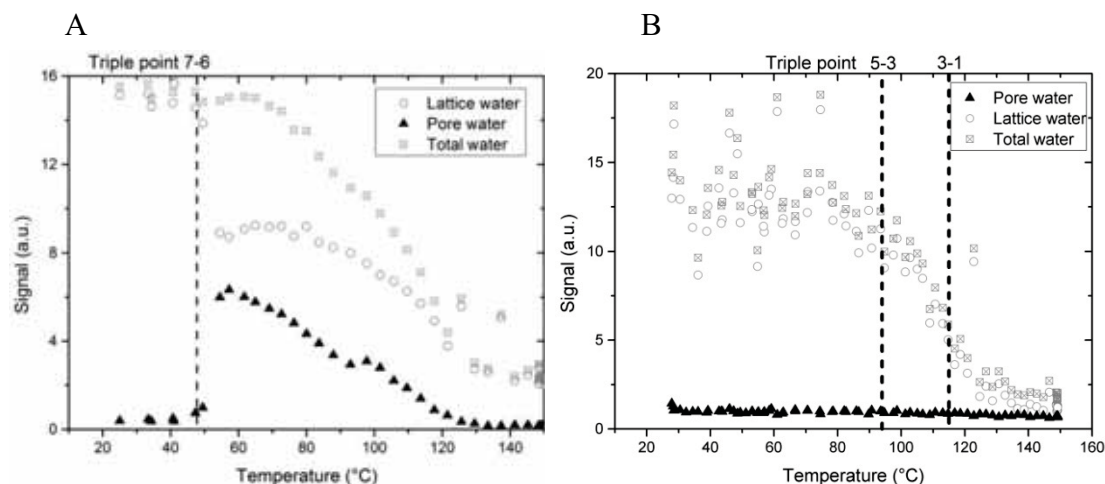 A
B
Triple point 7-6
16
12
8
4
0
Signal (a.u.)
Lattice water
Pore water
Total water
20 40 60 80 100 120 140
Temperature (°C)
Triple point 5-3 3-1
20
15
10
5
0
Signal (a.u.)
Pore water
Lattice water
Total water
20 40 60 80 100 120 140 160
Temperature (°C)